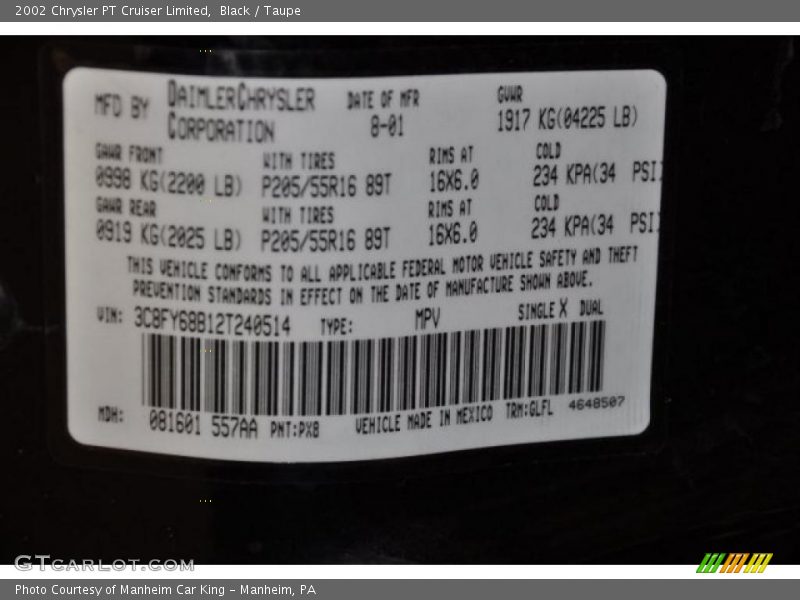 2002 Chrysler PT Cruiser Limited, Black / Taupe
MFD BY DAIMLERCHRYSLER CORPORATION DATE OF MFR 8-01 GVWR 1917 KG(04225 LB)
GAWR FRONT WITH TIRES RIMS AT COLD
0998 KG(2200 LB) P205/55R16 89T 16X6.0 234 KPA(34 PSI)
GAWR REAR WITH TIRES RIMS AT COLD
0919 KG(2025 LB) P205/55R16 89T 16X6.0 234 KPA(34 PSI)
THIS VEHICLE CONFORMS TO ALL APPLICABLE FEDERAL MOTOR VEHICLE SAFETY AND THEFT
PREVENTION STANDARDS IN EFFECT ON THE DATE OF MANUFACTURE SHOWN ABOVE.
VIN: 3C8FY68B12T240514 TYPE: MPV SINGLE X DUAL
MDH: 081601 557AA PNT:PX8 VEHICLE MADE IN MEXICO TRM:GLFL 4648507
GTCARLOT.COM
Photo Courtesy of Manheim Car King – Manheim, PA